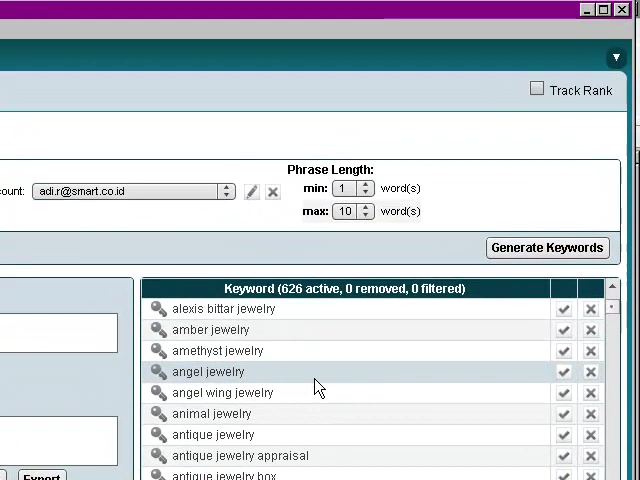 Track Rank
Phrase Length:
count: adi.r@smart.co.id min: 1 word(s)
max: 10 word(s)
Generate Keywords
Keyword (626 active, 0 removed, 0 filtered)
alexis bittar jewelry
amber jewelry
amethyst jewelry
angel jewelry
angel wing jewelry
animal jewelry
antique jewelry
antique jewelry appraisal
antique jewelry box
Export